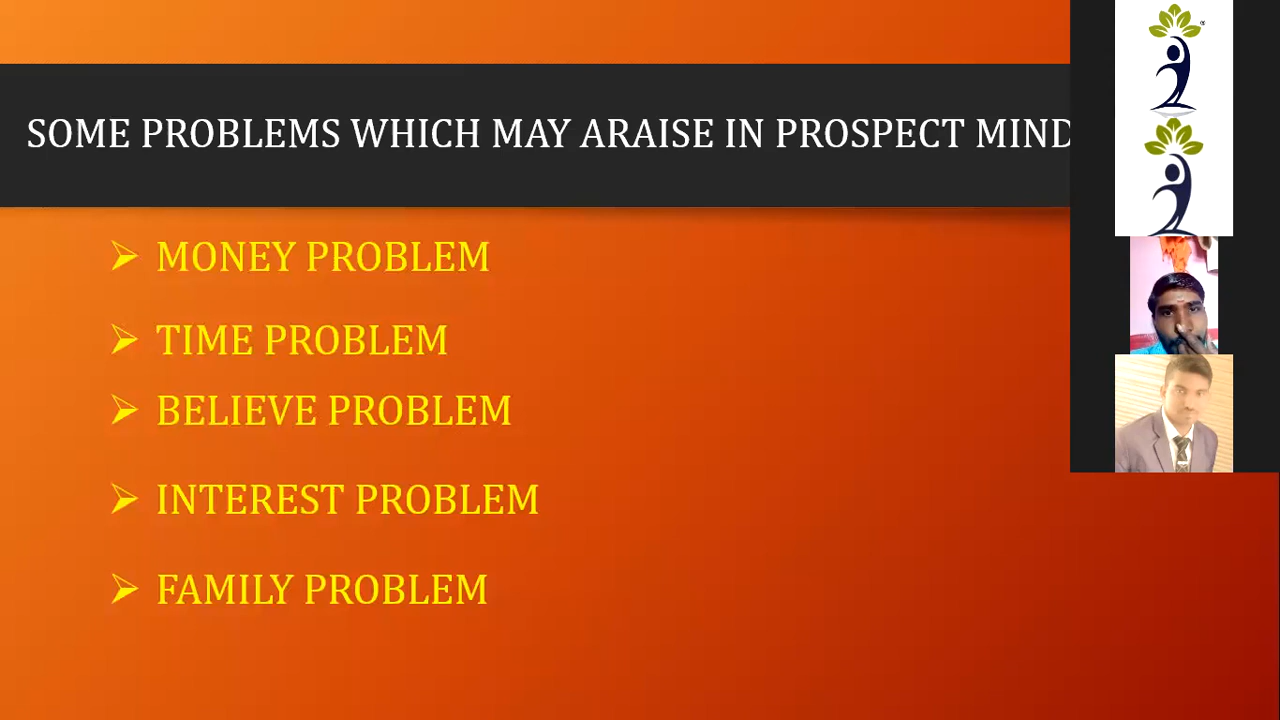 SOME PROBLEMS WHICH MAY ARAISE IN PROSPECT MIND
MONEY PROBLEM
TIME PROBLEM
BELIEVE PROBLEM
INTEREST PROBLEM
FAMILY PROBLEM